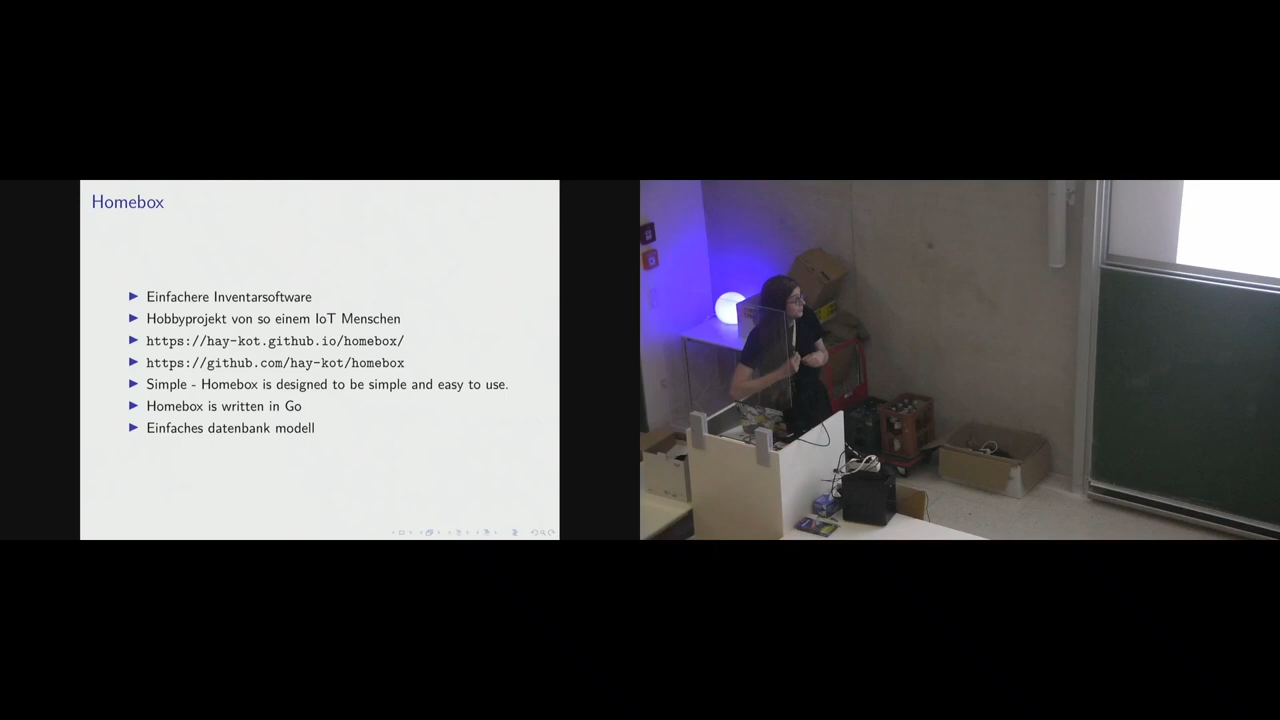 Homebox
Einfachere Inventarsoftware
Hobbyprojekt von so einem IoT Menschen
https://hay-kot.github.io/homebox/
https://github.com/hay-kot/homebox
Simple - Homebox is designed to be simple and easy to use.
Homebox is written in Go
Einfaches datenbank modell